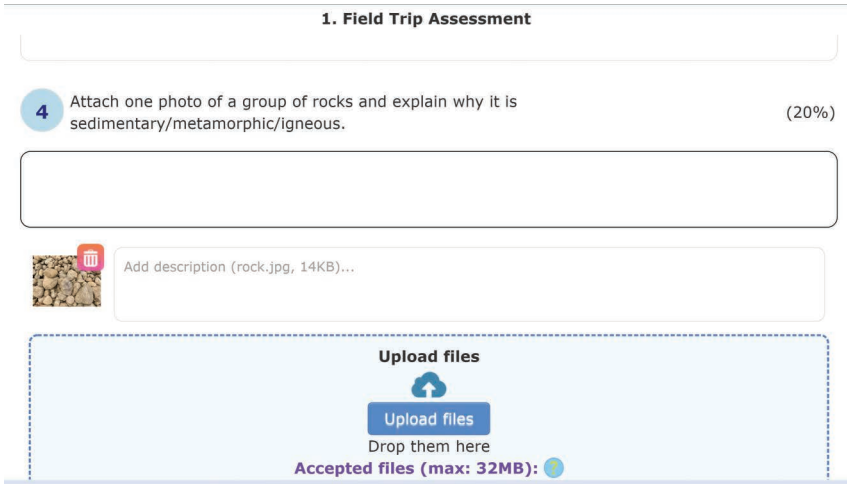 1. Field Trip Assessment
4
Attach one photo of a group of rocks and explain why it is
sedimentary/metamorphic/igneous.
(20%)
Add description (rock.jpg, 14KB)...
Upload files
Upload files
Drop them here
Accepted files (max: 32MB): ?